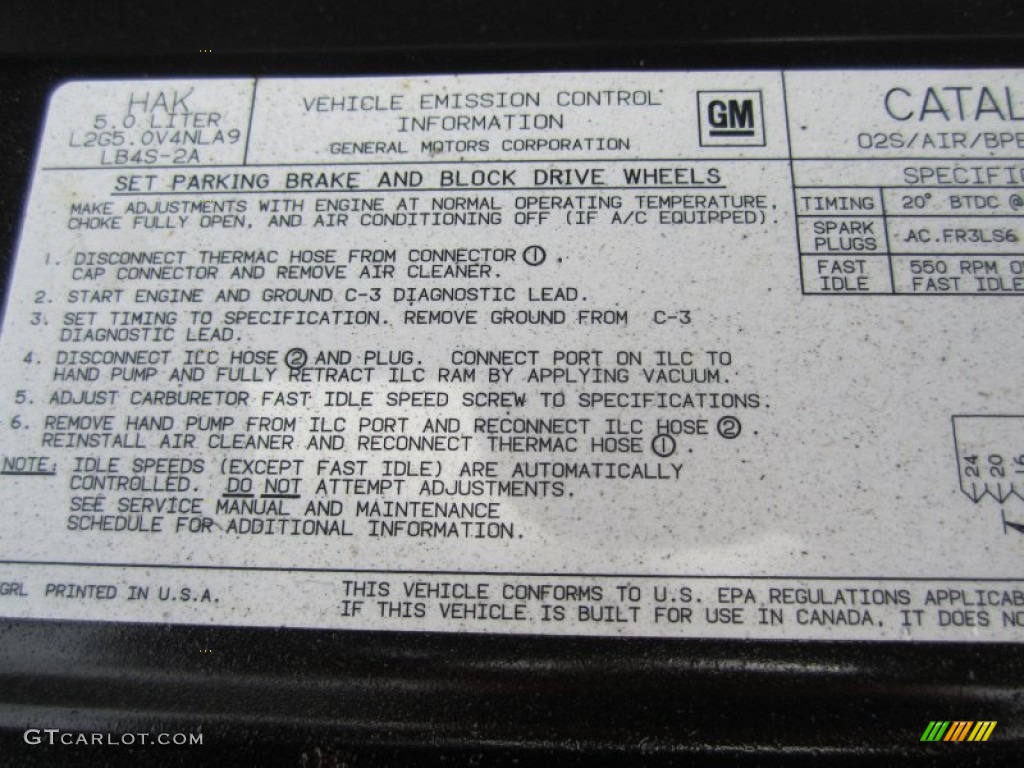 HAK
5.0 LITER
L2G5.0V4NLA9
LB4S-2A
VEHICLE EMISSION CONTROL
INFORMATION
GENERAL MOTORS CORPORATION
GM
CATAL
O2S/AIR/BPE
SET PARKING BRAKE AND BLOCK DRIVE WHEELS
MAKE ADJUSTMENTS WITH ENGINE AT NORMAL OPERATING TEMPERATURE,
CHOKE FULLY OPEN, AND AIR CONDITIONING OFF (IF A/C EQUIPPED).
1. DISCONNECT THERMAC HOSE FROM CONNECTOR ①.
CAP CONNECTOR AND REMOVE AIR CLEANER.
2. START ENGINE AND GROUND C-3 DIAGNOSTIC LEAD.
3. SET TIMING TO SPECIFICATION. REMOVE GROUND FROM C-3
DIAGNOSTIC LEAD.
4. DISCONNECT ILC HOSE ② AND PLUG. CONNECT PORT ON ILC TO
HAND PUMP AND FULLY RETRACT ILC RAM BY APPLYING VACUUM.
5. ADJUST CARBURETOR FAST IDLE SPEED SCREW TO SPECIFICATIONS.
6. REMOVE HAND PUMP FROM ILC PORT AND RECONNECT ILC HOSE ②.
REINSTALL AIR CLEANER AND RECONNECT THERMAC HOSE ①.
NOTE: IDLE SPEEDS (EXCEPT FAST IDLE) ARE AUTOMATICALLY
CONTROLLED. DO NOT ATTEMPT ADJUSTMENTS.
SEE SERVICE MANUAL AND MAINTENANCE
SCHEDULE FOR ADDITIONAL INFORMATION.
SPECIFIC
TIMING 20° BTDC @
SPARK
PLUGS AC.FR3LS6
FAST 550 RPM O
IDLE FAST IDLE
24°
20
16
GRL PRINTED IN U.S.A.
THIS VEHICLE CONFORMS TO U.S. EPA REGULATIONS APPLICAB
IF THIS VEHICLE IS BUILT FOR USE IN CANADA, IT DOES NO
GTCARLOT.COM